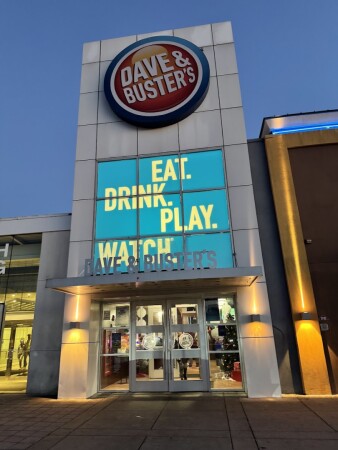 DAVE &
BUSTER'S
EAT.
DRINK.
PLAY.
WATCH
DAVE & BUSTER'S